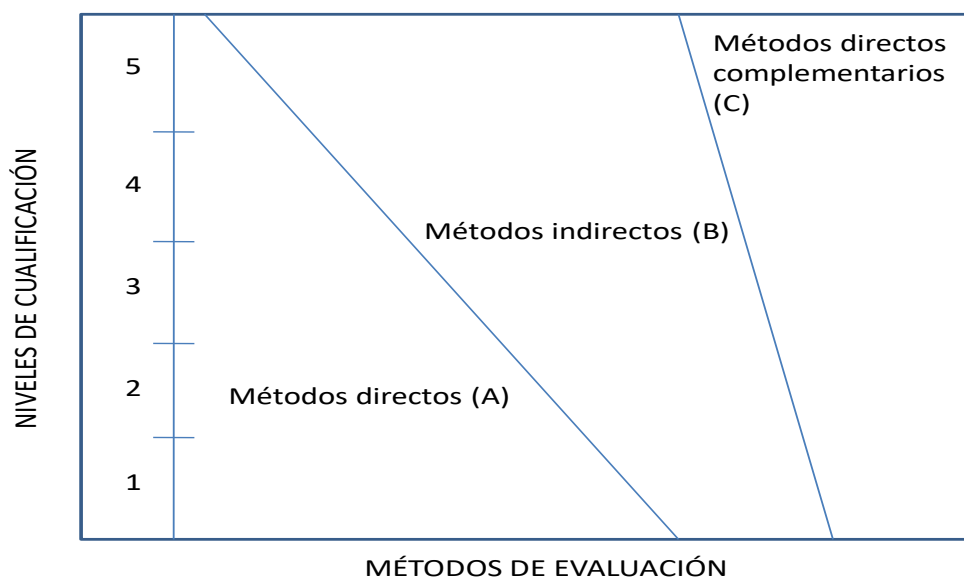 NIVELES DE CUALIFICACIÓN
5
4
3
2
1
Métodos directos
complementarios
(C)
Métodos indirectos (B)
Métodos directos (A)
MÉTODOS DE EVALUACIÓN